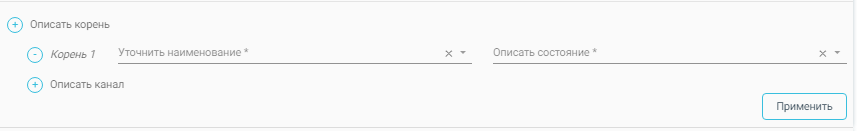 Описать корень
Корень 1 Уточнить наименование * Описать состояние *
Описать канал
Применить